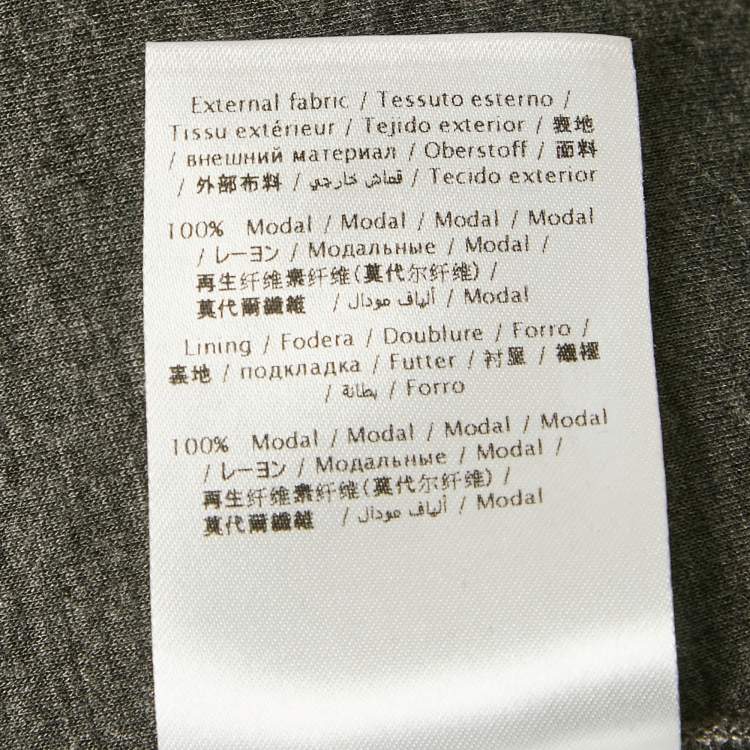 External fabric / Tessuto esterno /
Tissu extérieur / Tejido exterior / 表地
/ внешний материал / Oberstoff / 面料
/ 外部布料 / قماش خارجي / Tecido exterior
100% Modal / Modal / Modal / Modal
/ レーヨン / Модальные / Modal /
再生纤维素纤维(莫代尔纤维) /
莫代爾纖維 / ألياف مودال / Modal
Lining / Fodera / Doublure / Forro /
裏地 / подкладка / Futter / 衬里 / 襯裡
/ بطانة / Forro
100% Modal / Modal / Modal / Modal
/ レーヨン / Модальные / Modal /
再生纤维素纤维(莫代尔纤维) /
莫代爾纖維 / ألياف مودال / Modal